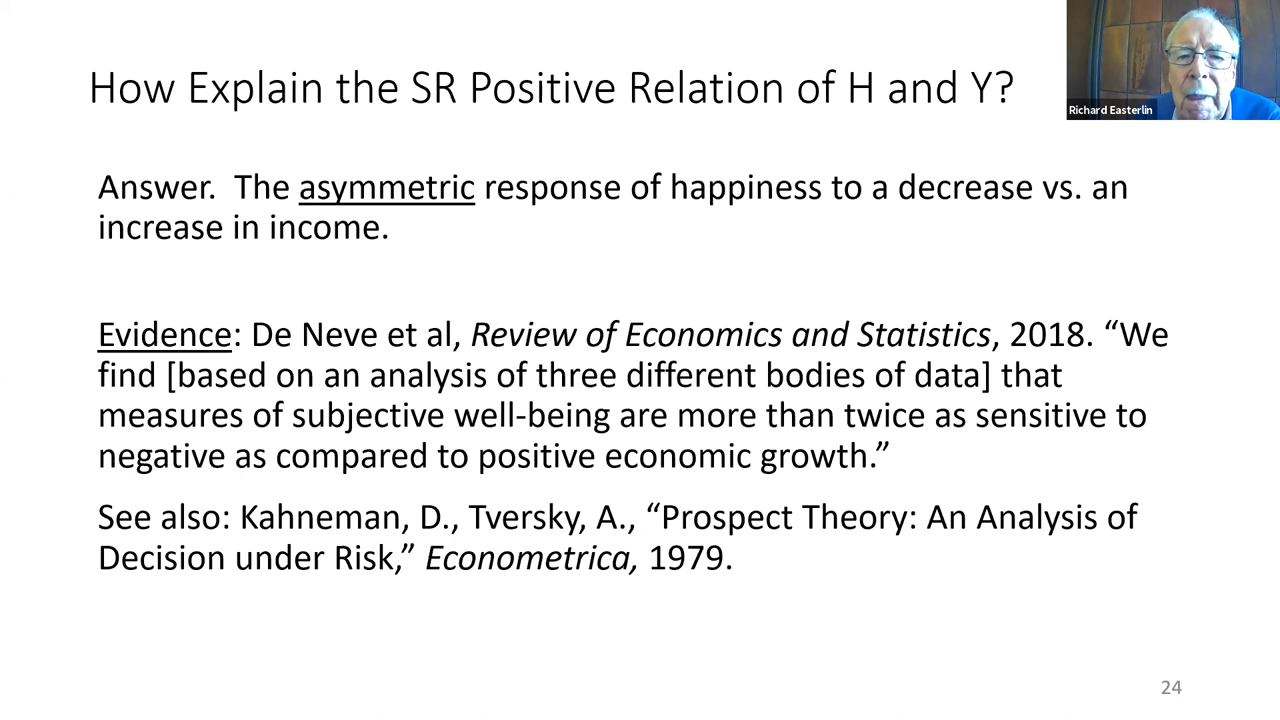 How Explain the SR Positive Relation of H and Y?
Richard Easterlin
Answer.  The asymmetric response of happiness to a decrease vs. an
increase in income.
Evidence: De Neve et al, Review of Economics and Statistics, 2018. “We
find [based on an analysis of three different bodies of data] that
measures of subjective well-being are more than twice as sensitive to
negative as compared to positive economic growth.”
See also: Kahneman, D., Tversky, A., “Prospect Theory: An Analysis of
Decision under Risk,” Econometrica, 1979.
24